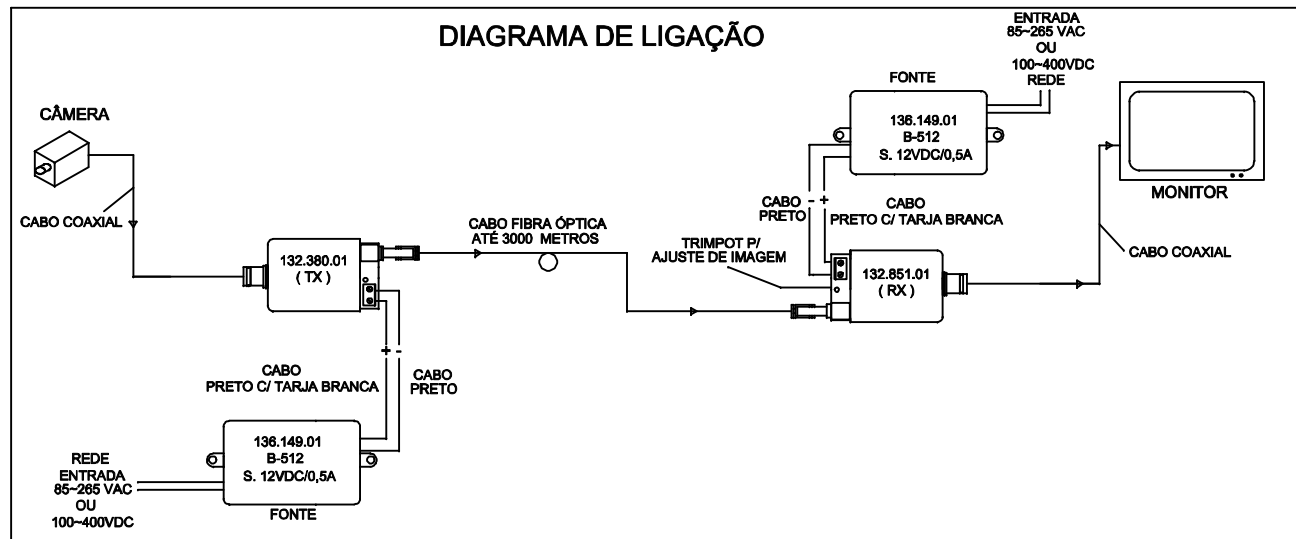 DIAGRAMA DE LIGAÇÃO
ENTRADA
85~265 VAC
OU
100~400VDC
REDE
FONTE
136.149.01
B-512
S. 12VDC/0,5A
CÂMERA
CABO COAXIAL
132.380.01
( TX )
CABO FIBRA ÓPTICA
ATÉ 3000 METROS
CABO
PRETO
- +
CABO
PRETO C/ TARJA BRANCA
TRIMPOT P/
AJUSTE DE IMAGEM
132.851.01
( RX )
MONITOR
CABO COAXIAL
+ -
CABO
PRETO C/ TARJA BRANCA
CABO
PRETO
136.149.01
B-512
S. 12VDC/0,5A
FONTE
REDE
ENTRADA
85~265 VAC
OU
100~400VDC